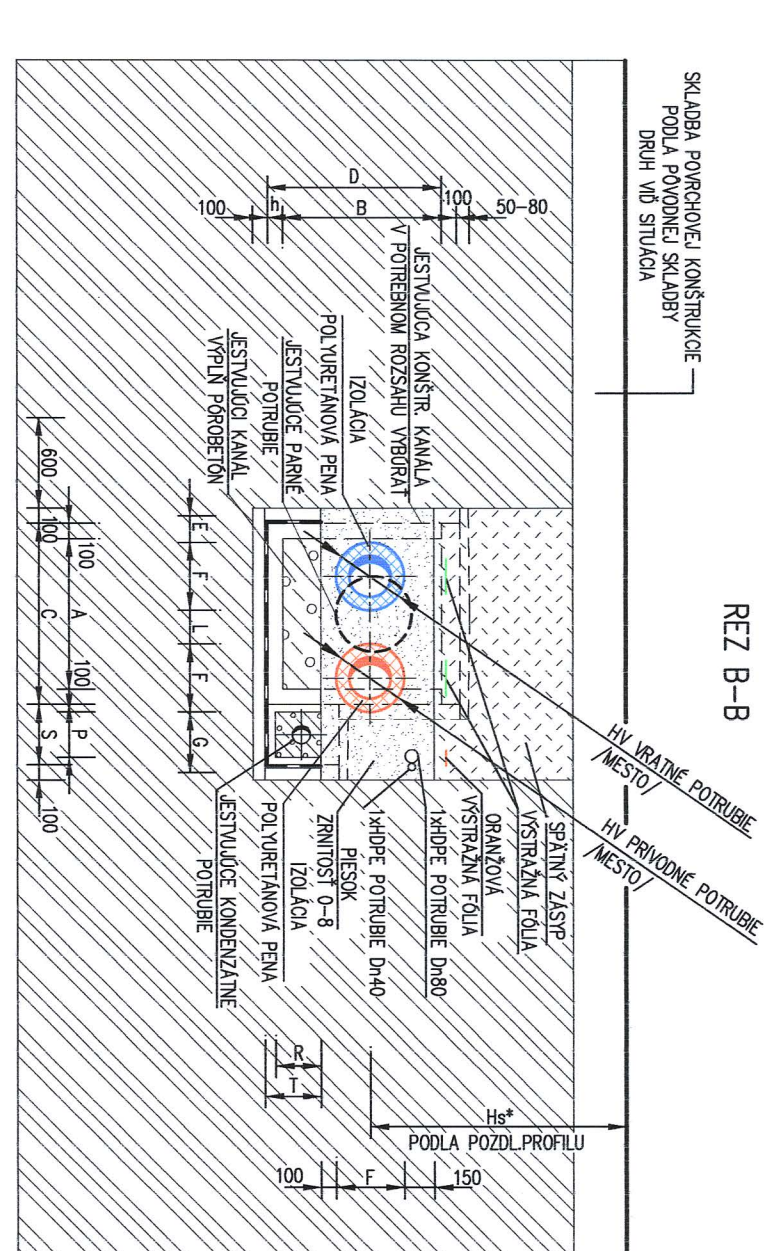 REZ B–B
SKLADBA POVRCHOVEJ KONŠTRUKCIE
PODLA PÔVODNEJ SKLADBY
DRUH VIĎ SITUÁCIA
HV VRATNÉ POTRUBIE
/MESTO/
HV PRÍVODNÉ POTRUBIE
/MESTO/
D
100
h
B
100
50–80
JESTVUJÚCA KONŠTR. KANÁLA
V POTREBNOM ROZSAHU VYBÚRAŤ
IZOLÁCIA
POLYURETÁNOVÁ PENA
JESTVUJÚCE PARNÉ
POTRUBIE
JESTVUJÚCI KANÁL
VÝPLŇ PÓROBETÓN
SPÄTNÝ ZÁSYP
VÝSTRAŽNÁ FÓLIA
ORANŽOVÁ
VÝSTRAŽNÁ FÓLIA
1xHDPE POTRUBIE Dn80
1xHDPE POTRUBIE Dn40
PIESOK
ZRNITOSŤ 0–8
IZOLÁCIA
POLYURETÁNOVÁ PENA
JESTVUJÚCE KONDENZÁTNE
POTRUBIE
Hs*
PODLA POZDL.PROFILU
R
T
100
F
150
E
F
L
F
G
100
A
100
P
600
100
C
S
100